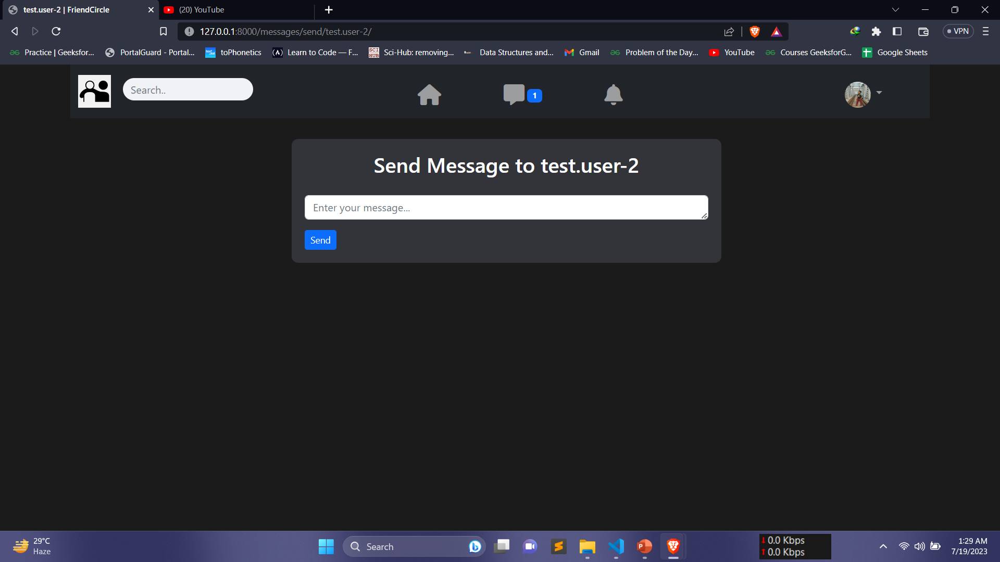 test.user-2 | FriendCircle
(20) YouTube
127.0.0.1:8000/messages/send/test.user-2/
VPN
Practice | Geeksfor...
PortalGuard - Portal...
toPhonetics
Learn to Code — F...
SCI HUB
Sci-Hub: removing...
Data Structures and...
Gmail
Problem of the Day...
YouTube
Courses GeeksforG...
Google Sheets
Search..
1
Send Message to test.user-2
Enter your message...
Send
29°C
Haze
Search
0.0 Kbps
0.0 Kbps
1:29 AM
7/19/2023